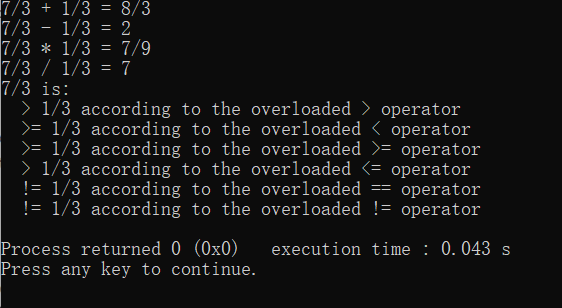 7/3 + 1/3 = 8/3
7/3 - 1/3 = 2
7/3 * 1/3 = 7/9
7/3 / 1/3 = 7
7/3 is:
  > 1/3 according to the overloaded > operator
  >= 1/3 according to the overloaded < operator
  >= 1/3 according to the overloaded >= operator
  > 1/3 according to the overloaded <= operator
  != 1/3 according to the overloaded == operator
  != 1/3 according to the overloaded != operator

Process returned 0 (0x0)   execution time : 0.043 s
Press any key to continue.